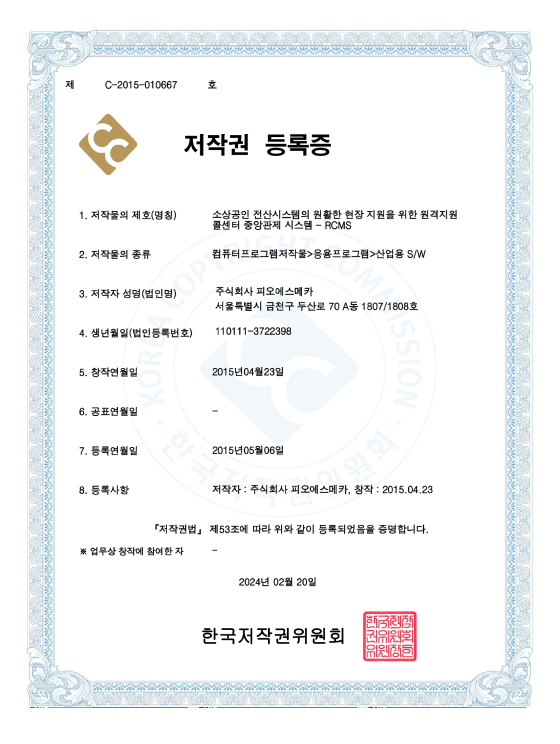 제 C-2015-010667 호
저작권 등록증
1. 저작물의 제호(명칭) 소상공인 전산시스템의 원활한 현장 지원을 위한 원격지원
콜센터 중앙관제 시스템 - RCMS
2. 저작물의 종류 컴퓨터프로그램저작물>응용프로그램>산업용 S/W
3. 저작자 성명(법인명) 주식회사 피오에스메카
서울특별시 금천구 두산로 70 A동 1807/1808호
4. 생년월일(법인등록번호) 110111-3722398
5. 창작연월일 2015년04월23일
6. 공표연월일 -
7. 등록연월일 2015년05월06일
8. 등록사항 저작자 : 주식회사 피오에스메카, 창작 : 2015.04.23
『저작권법』 제53조에 따라 위와 같이 등록되었음을 증명합니다.
※ 업무상 창작에 참여한 자 -
2024년 02월 20일
한국저작권위원회
KOREA COPYRIGHT COMMISSION
한국저작권위원회